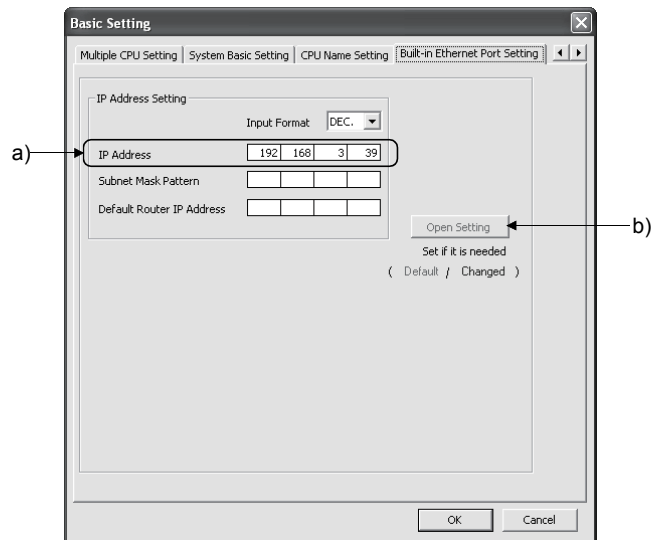 Basic Setting
Multiple CPU Setting System Basic Setting CPU Name Setting Built-in Ethernet Port Setting
IP Address Setting
Input Format DEC.
a) IP Address 192 168 3 39
Subnet Mask Pattern
Default Router IP Address
Open Setting b)
Set if it is needed
( Default / Changed )
OK Cancel